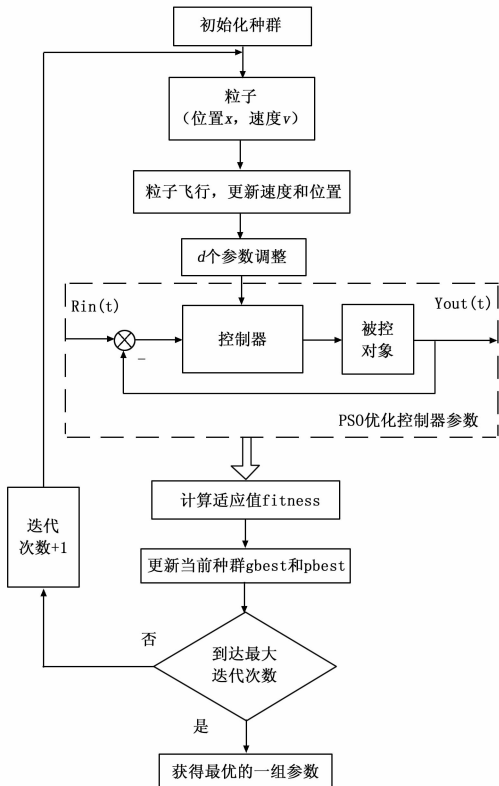 初始化种群
粒子
（位置x，速度v）
粒子飞行，更新速度和位置
d个参数调整
Rin(t)
Yout(t)
控制器
被控
对象
−
PSO优化控制器参数
计算适应值fitness
迭代
次数+1
更新当前种群gbest和pbest
否
到达最大
迭代次数
是
获得最优的一组参数